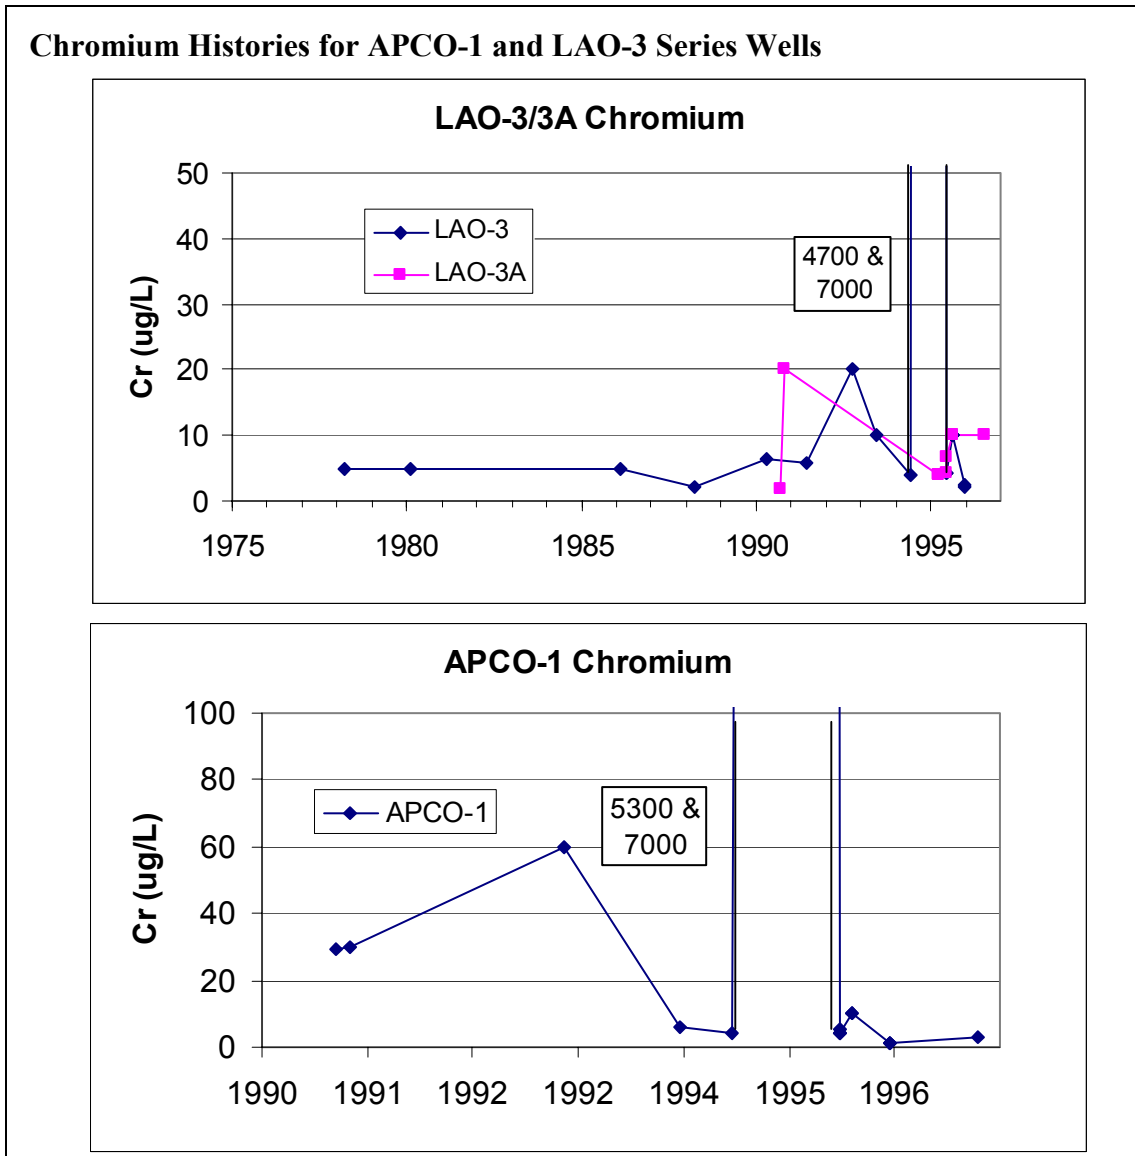 Chromium Histories for APCO-1 and LAO-3 Series Wells
LAO-3/3A Chromium
Cr (ug/L)
50
40
30
20
10
0
LAO-3
LAO-3A
4700 &
7000
1975 1980 1985 1990 1995
APCO-1 Chromium
Cr (ug/L)
100
80
60
40
20
0
APCO-1
5300 &
7000
1990 1991 1992 1992 1994 1995 1996